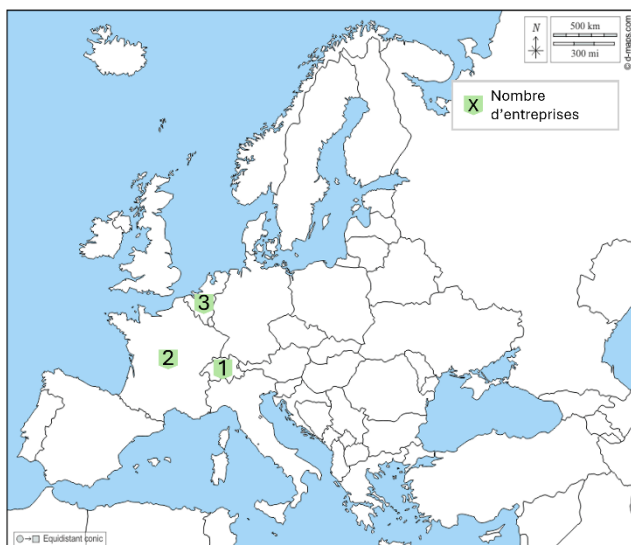 N
500 km
300 mi
© d-maps.com
X Nombre
d'entreprises
3
2
1
Equidistant conic